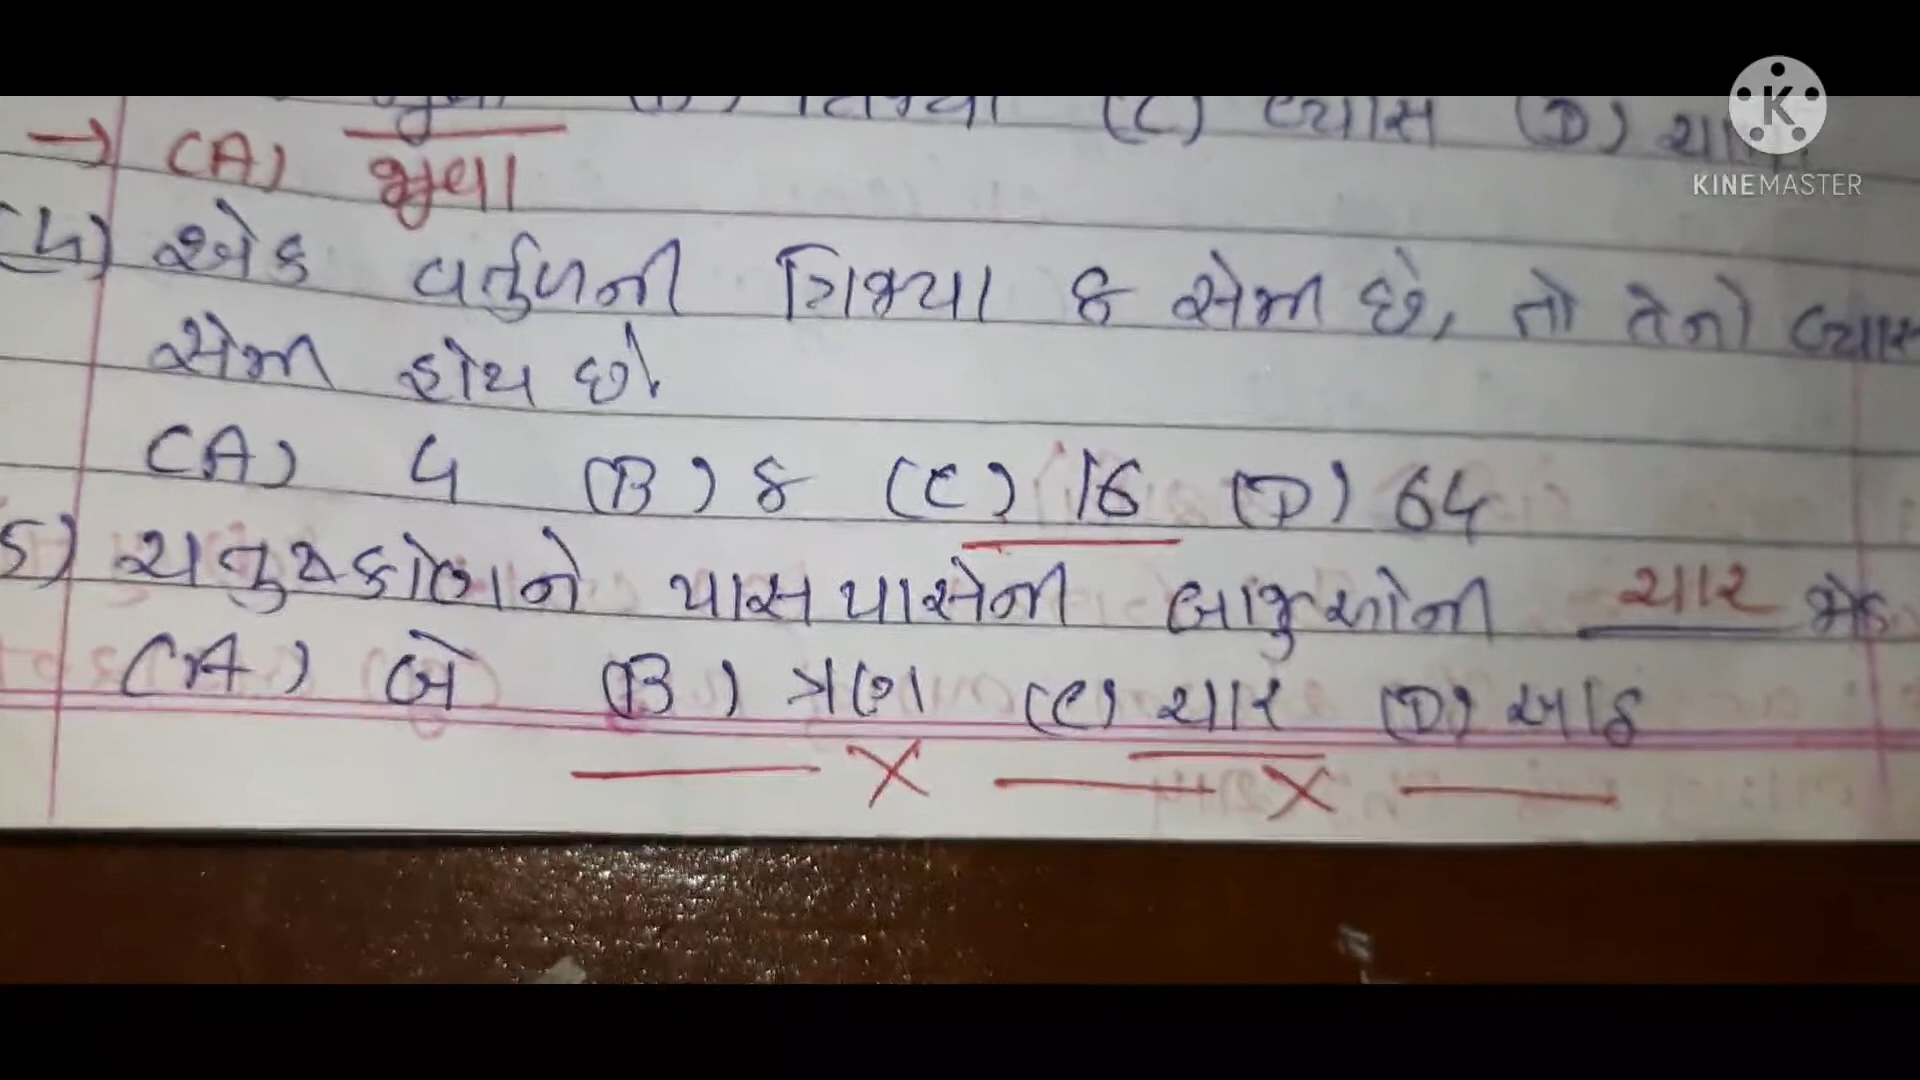 (C) વ્યાસ (D)
→ (A) ભુજા
(4) એક વર્તુળની ત્રિજ્યા 8 સેમી છે, તો તેનો વ્યાસ
સેમી હોય છે.
(A) 4 (B) 8 (C) 16 (D) 64
5) ચતુષ્કોણને પાસપાસેની બાજુઓની ચાર જોડ
(A) બે (B) ત્રણ (C) ચાર (D) આઠ
KINEMASTER